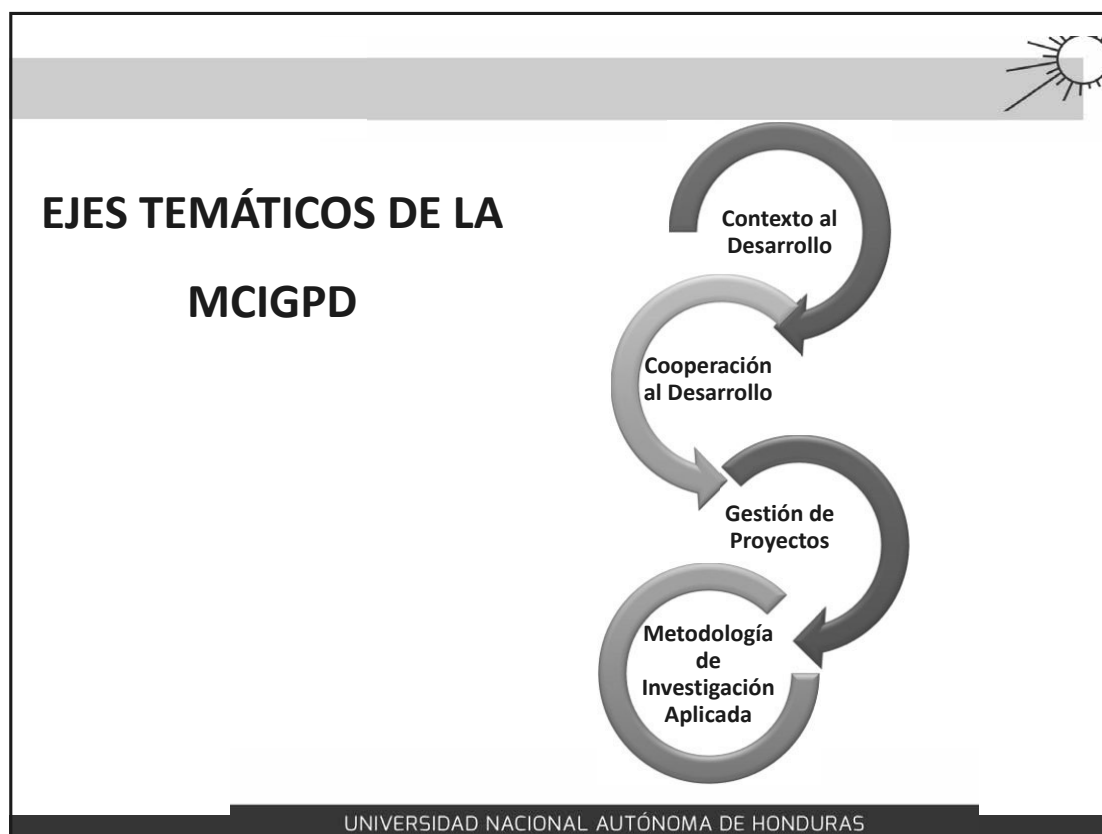 EJES TEMÁTICOS DE LA
MCIGPD
Contexto al
Desarrollo
Cooperación
al Desarrollo
Gestión de
Proyectos
Metodología
de
Investigación
Aplicada
UNIVERSIDAD NACIONAL AUTÓNOMA DE HONDURAS